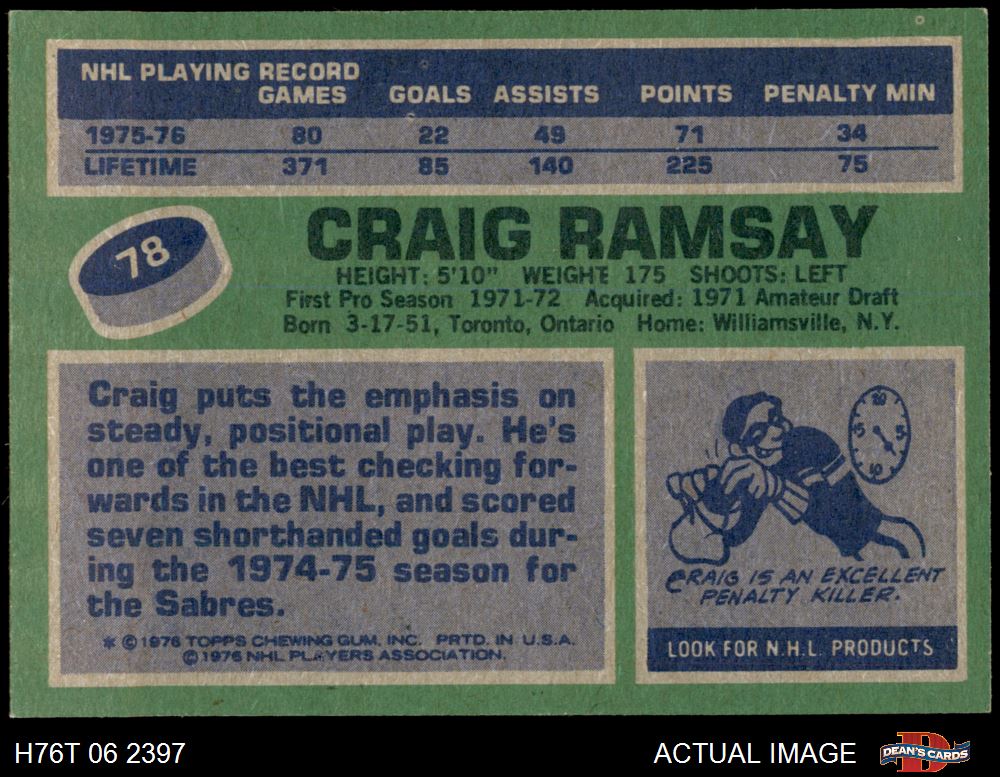 NHL PLAYING RECORD
GAMES GOALS ASSISTS POINTS PENALTY MIN
1975-76 80 22 49 71 34
LIFETIME 371 85 140 225 75
78
CRAIG RAMSAY
HEIGHT: 5'10" WEIGHT 175 SHOOTS: LEFT
First Pro Season 1971-72 Acquired: 1971 Amateur Draft
Born 3-17-51, Toronto, Ontario Home: Williamsville, N.Y.
Craig puts the emphasis on
steady, positional play. He's
one of the best checking for-
wards in the NHL, and scored
seven shorthanded goals dur-
ing the 1974-75 season for
the Sabres.
* © 1976 TOPPS CHEWING GUM, INC. PRTD. IN U.S.A.
© 1976 NHL PLAYERS ASSOCIATION.
20
5 5
10
CRAIG IS AN EXCELLENT
PENALTY KILLER.
LOOK FOR N.H.L. PRODUCTS
H76T 06 2397 ACTUAL IMAGE D DEAN'S CARDS